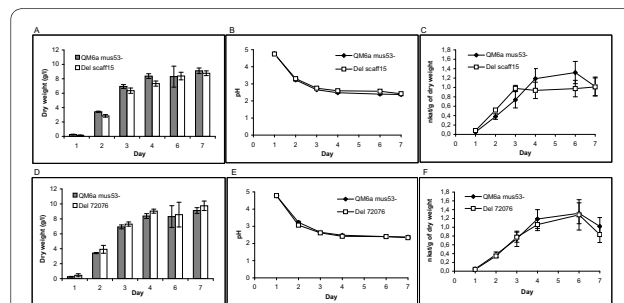 A
Dry weight (g/l)
12
10
8
6
4
2
0
QM6a mus53-
Del scaff15
1 2 3 4 6 7
Day
B
pH
5
4
3
2
1
0
QM6a mus53-
Del scaff15
0 1 2 3 4 5 6 7
Day
C
nkat/g of dry weight
1,8
1,6
1,4
1,2
1,0
0,8
0,6
0,4
0,2
0,0
QM6a mus53-
Del scaff15
0 1 2 3 4 5 6 7
Day
D
Dry weight (g/l)
12
10
8
6
4
2
0
QM6a mus53-
Del 72076
1 2 3 4 6 7
Day
E
pH
5
4
3
2
1
0
QM6a mus53-
Del 72076
0 1 2 3 4 5 6 7
Day
F
nkat/g of dry weight
1,8
1,6
1,4
1,2
1,0
0,8
0,6
0,4
0,2
0,0
QM6a mus53-
Del 72076
0 1 2 3 4 5 6 7
Day